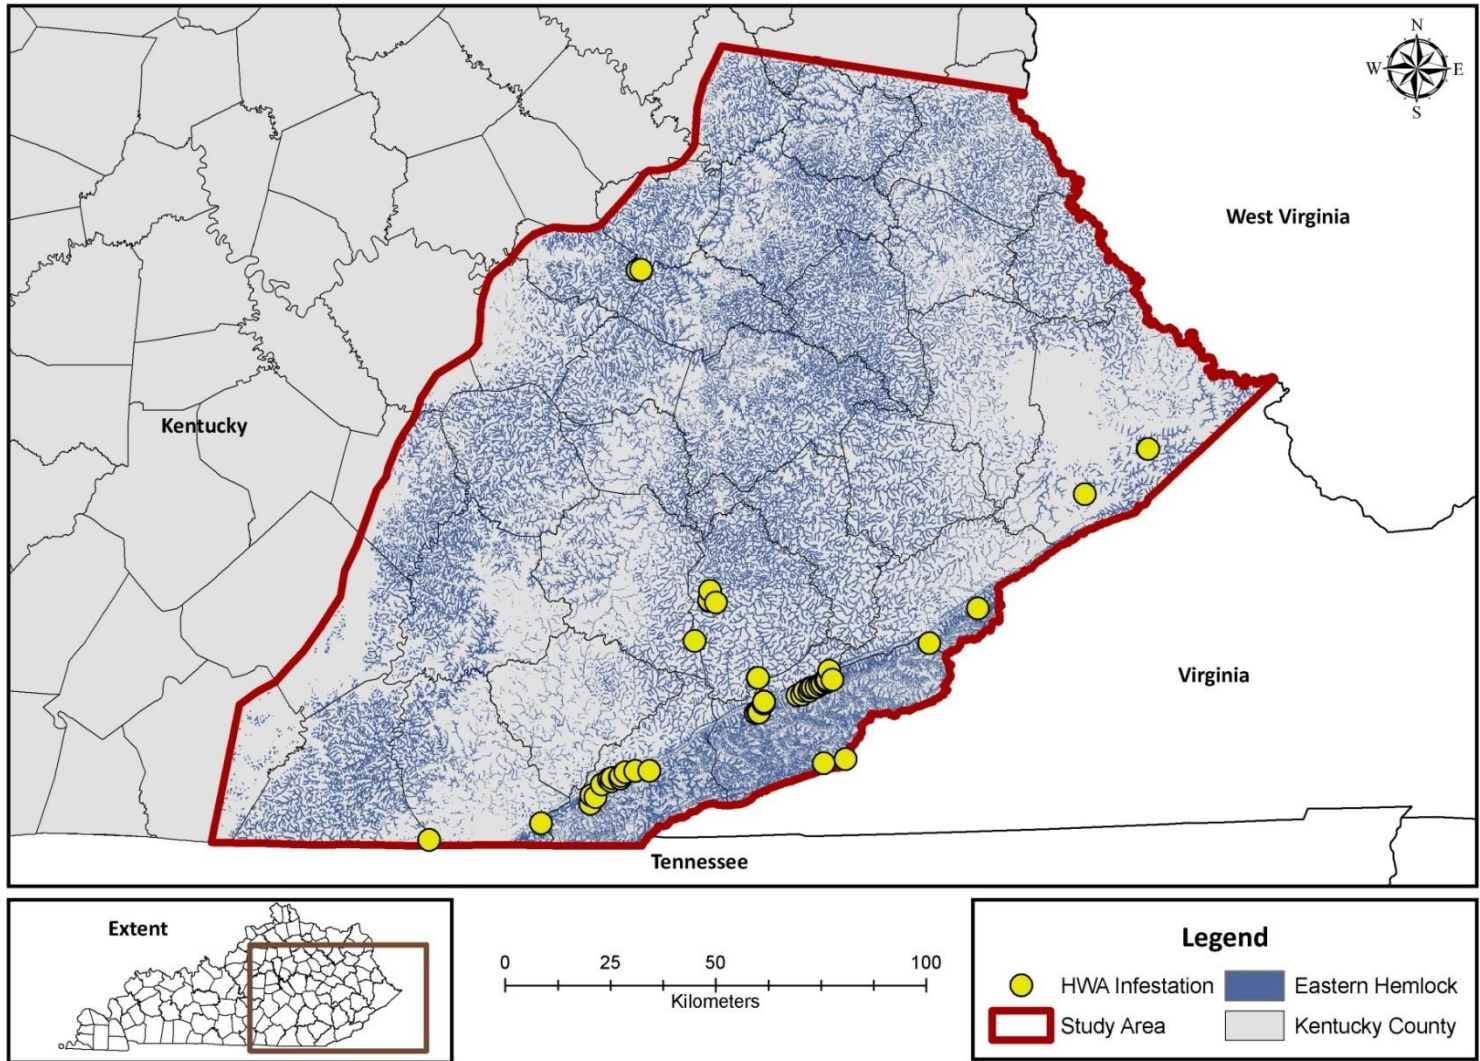 N
W E
S
West Virginia
Kentucky
Virginia
Tennessee
Extent
0 25 50 100
Kilometers
Legend
HWA Infestation Eastern Hemlock
Study Area Kentucky County